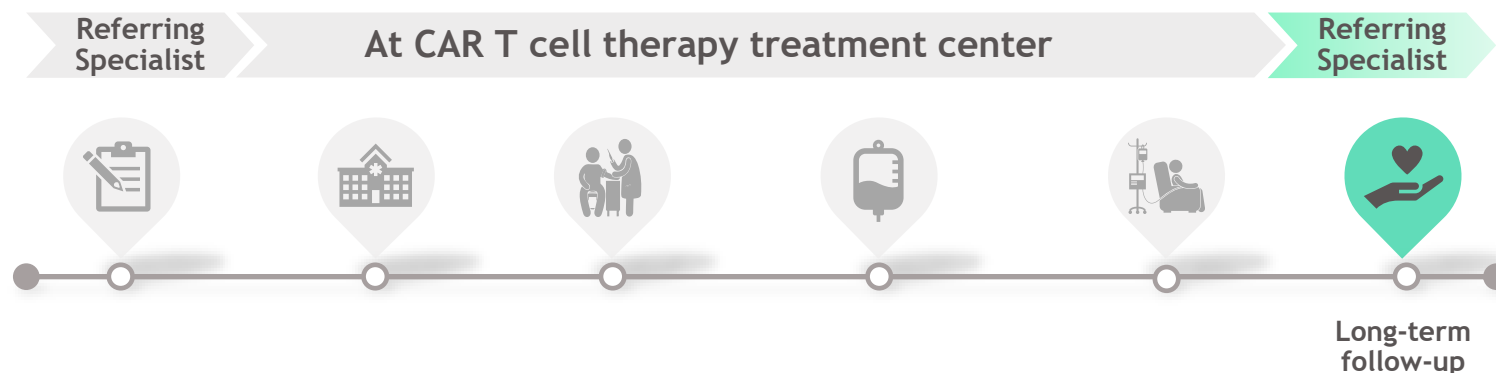 Referring
Specialist
At CAR T cell therapy treatment center
Referring
Specialist
Long-term
follow-up